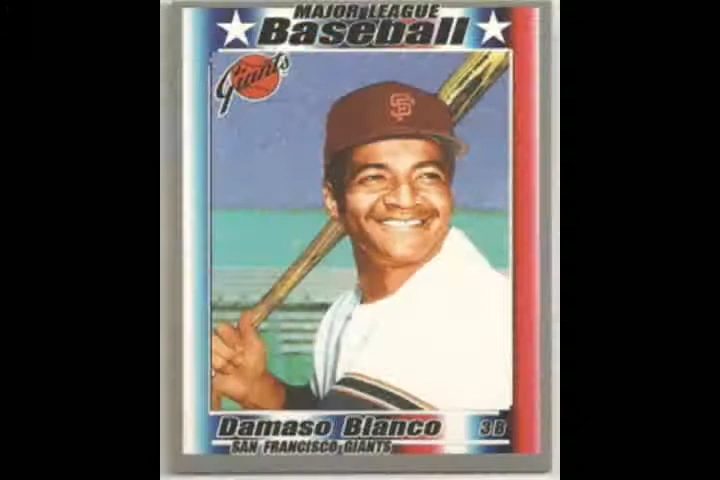 MAJOR LEAGUE
Baseball
Giants
SF
Damaso Blanco 3B
SAN FRANCISCO GIANTS